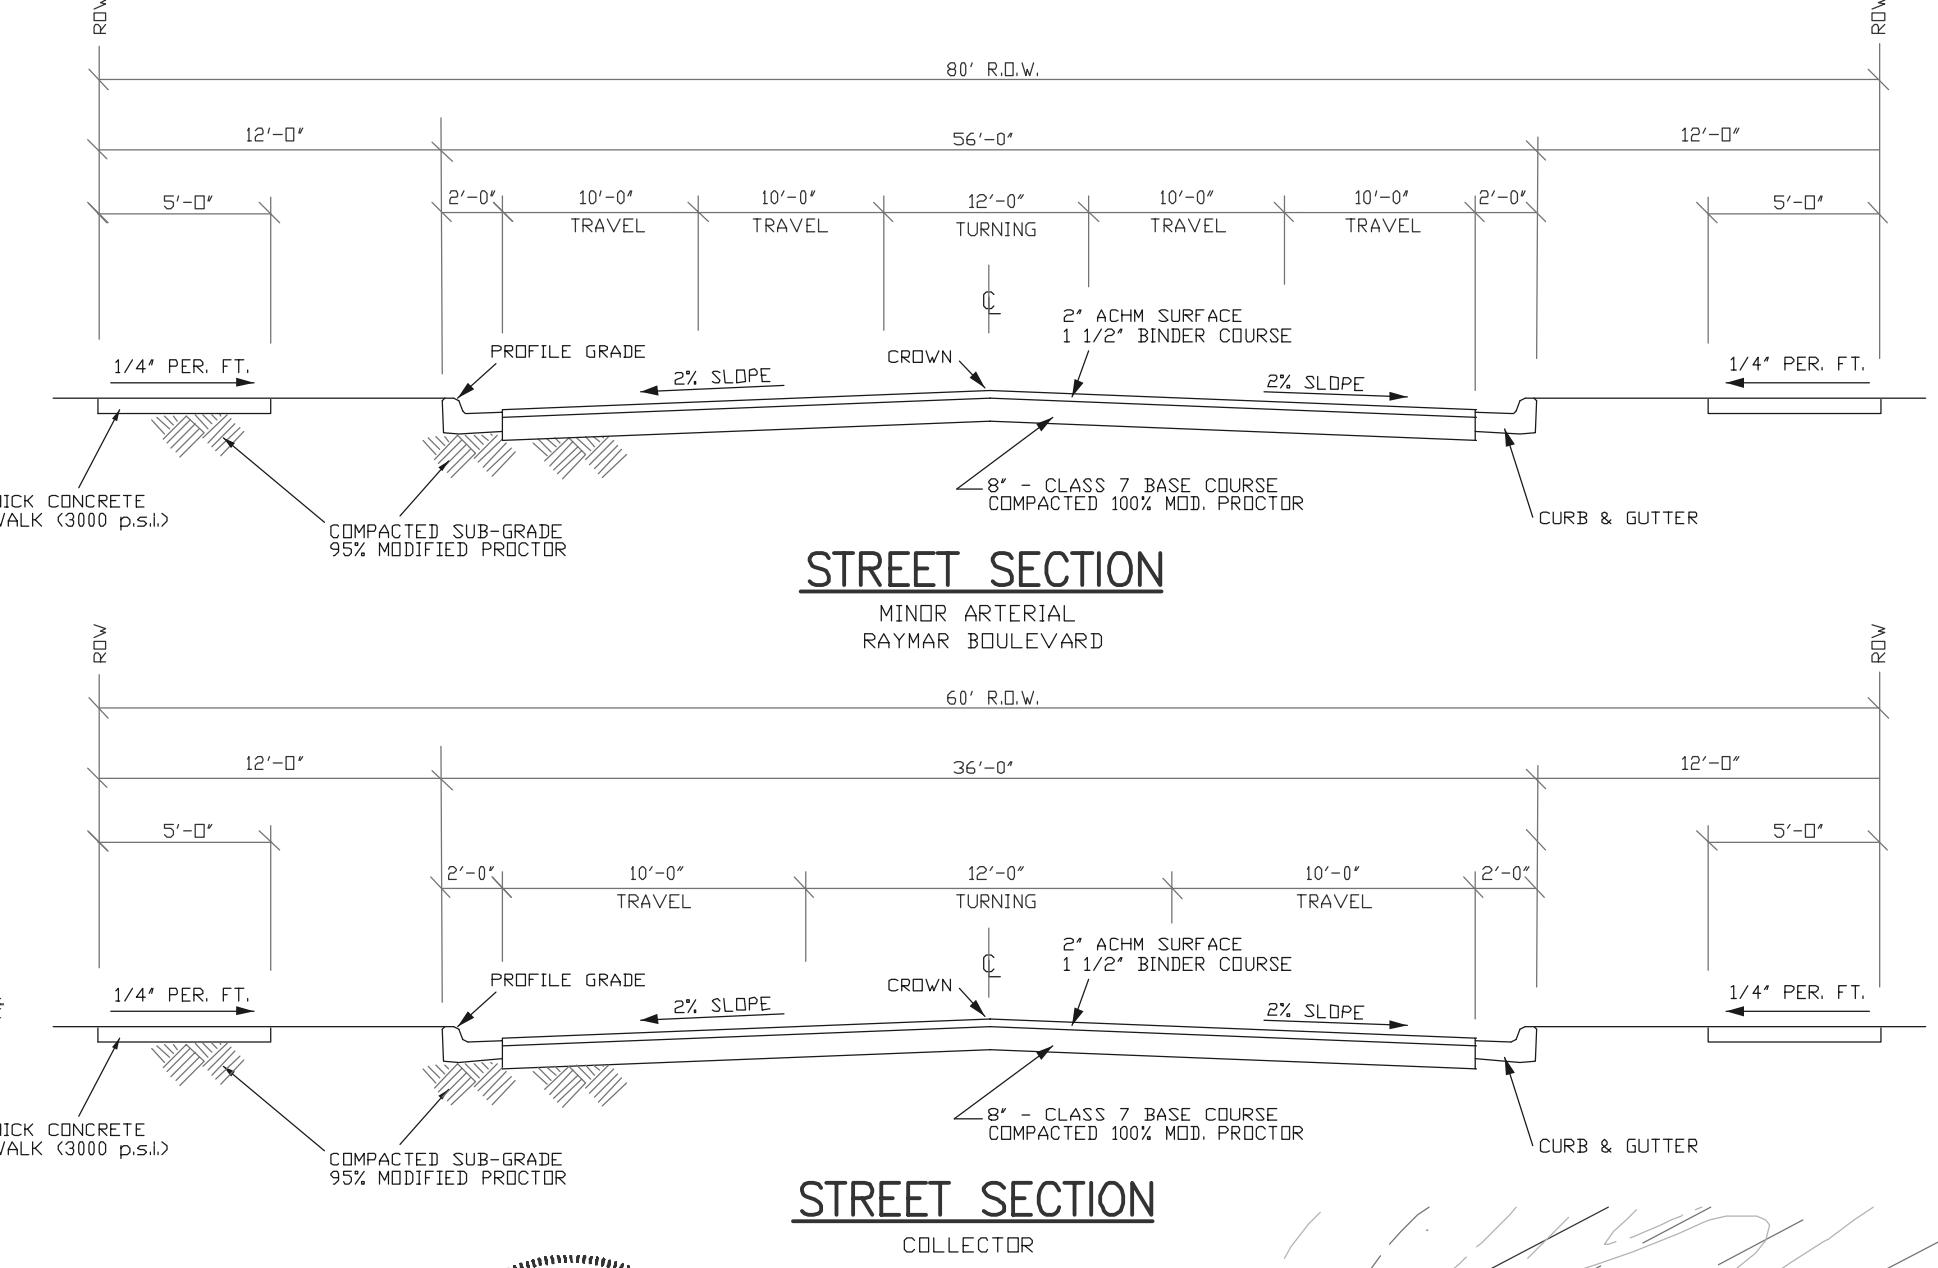 ROW
ROW
80' R.O.W.
12'-0"
56'-0"
12'-0"
5'-0"
2'-0"
10'-0"
10'-0"
12'-0"
10'-0"
10'-0"
2'-0"
5'-0"
TRAVEL
TRAVEL
TURNING
TRAVEL
TRAVEL
CL
2" ACHM SURFACE
1 1/2" BINDER COURSE
PROFILE GRADE
CROWN
1/4" PER. FT.
2% SLOPE
2% SLOPE
1/4" PER. FT.
CONCRETE
(3000 p.s.i.)
COMPACTED SUB-GRADE
95% MODIFIED PROCTOR
8" - CLASS 7 BASE COURSE
COMPACTED 100% MOD. PROCTOR
CURB & GUTTER
STREET SECTION
MINOR ARTERIAL
RAYMAR BOULEVARD
ROW
ROW
60' R.O.W.
12'-0"
36'-0"
12'-0"
5'-0"
5'-0"
2'-0"
10'-0"
12'-0"
10'-0"
2'-0"
TRAVEL
TURNING
TRAVEL
CL
2" ACHM SURFACE
1 1/2" BINDER COURSE
PROFILE GRADE
CROWN
1/4" PER. FT.
2% SLOPE
2% SLOPE
1/4" PER. FT.
CONCRETE
(3000 p.s.i.)
COMPACTED SUB-GRADE
95% MODIFIED PROCTOR
8" - CLASS 7 BASE COURSE
COMPACTED 100% MOD. PROCTOR
CURB & GUTTER
STREET SECTION
COLLECTOR